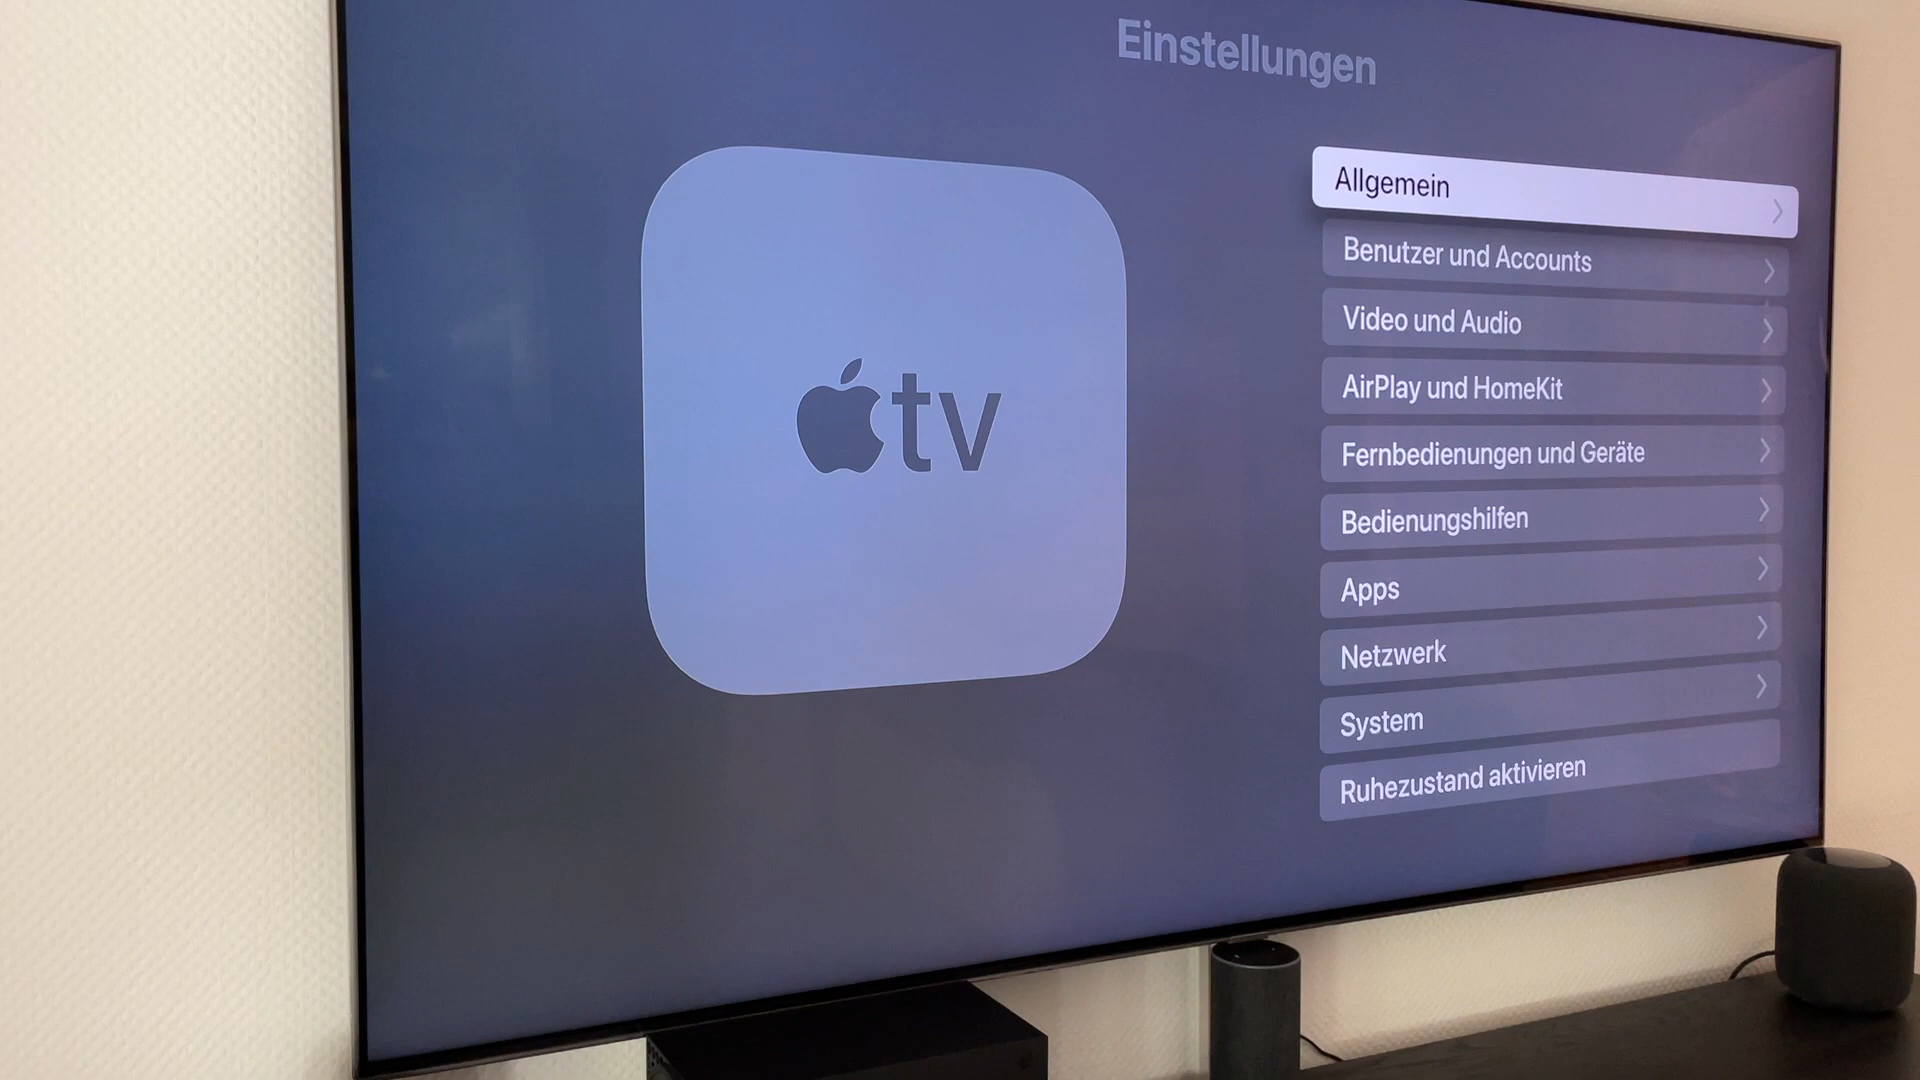 Einstellungen
tv
Allgemein
Benutzer und Accounts
Video und Audio
AirPlay und HomeKit
Fernbedienungen und Geräte
Bedienungshilfen
Apps
Netzwerk
System
Ruhezustand aktivieren